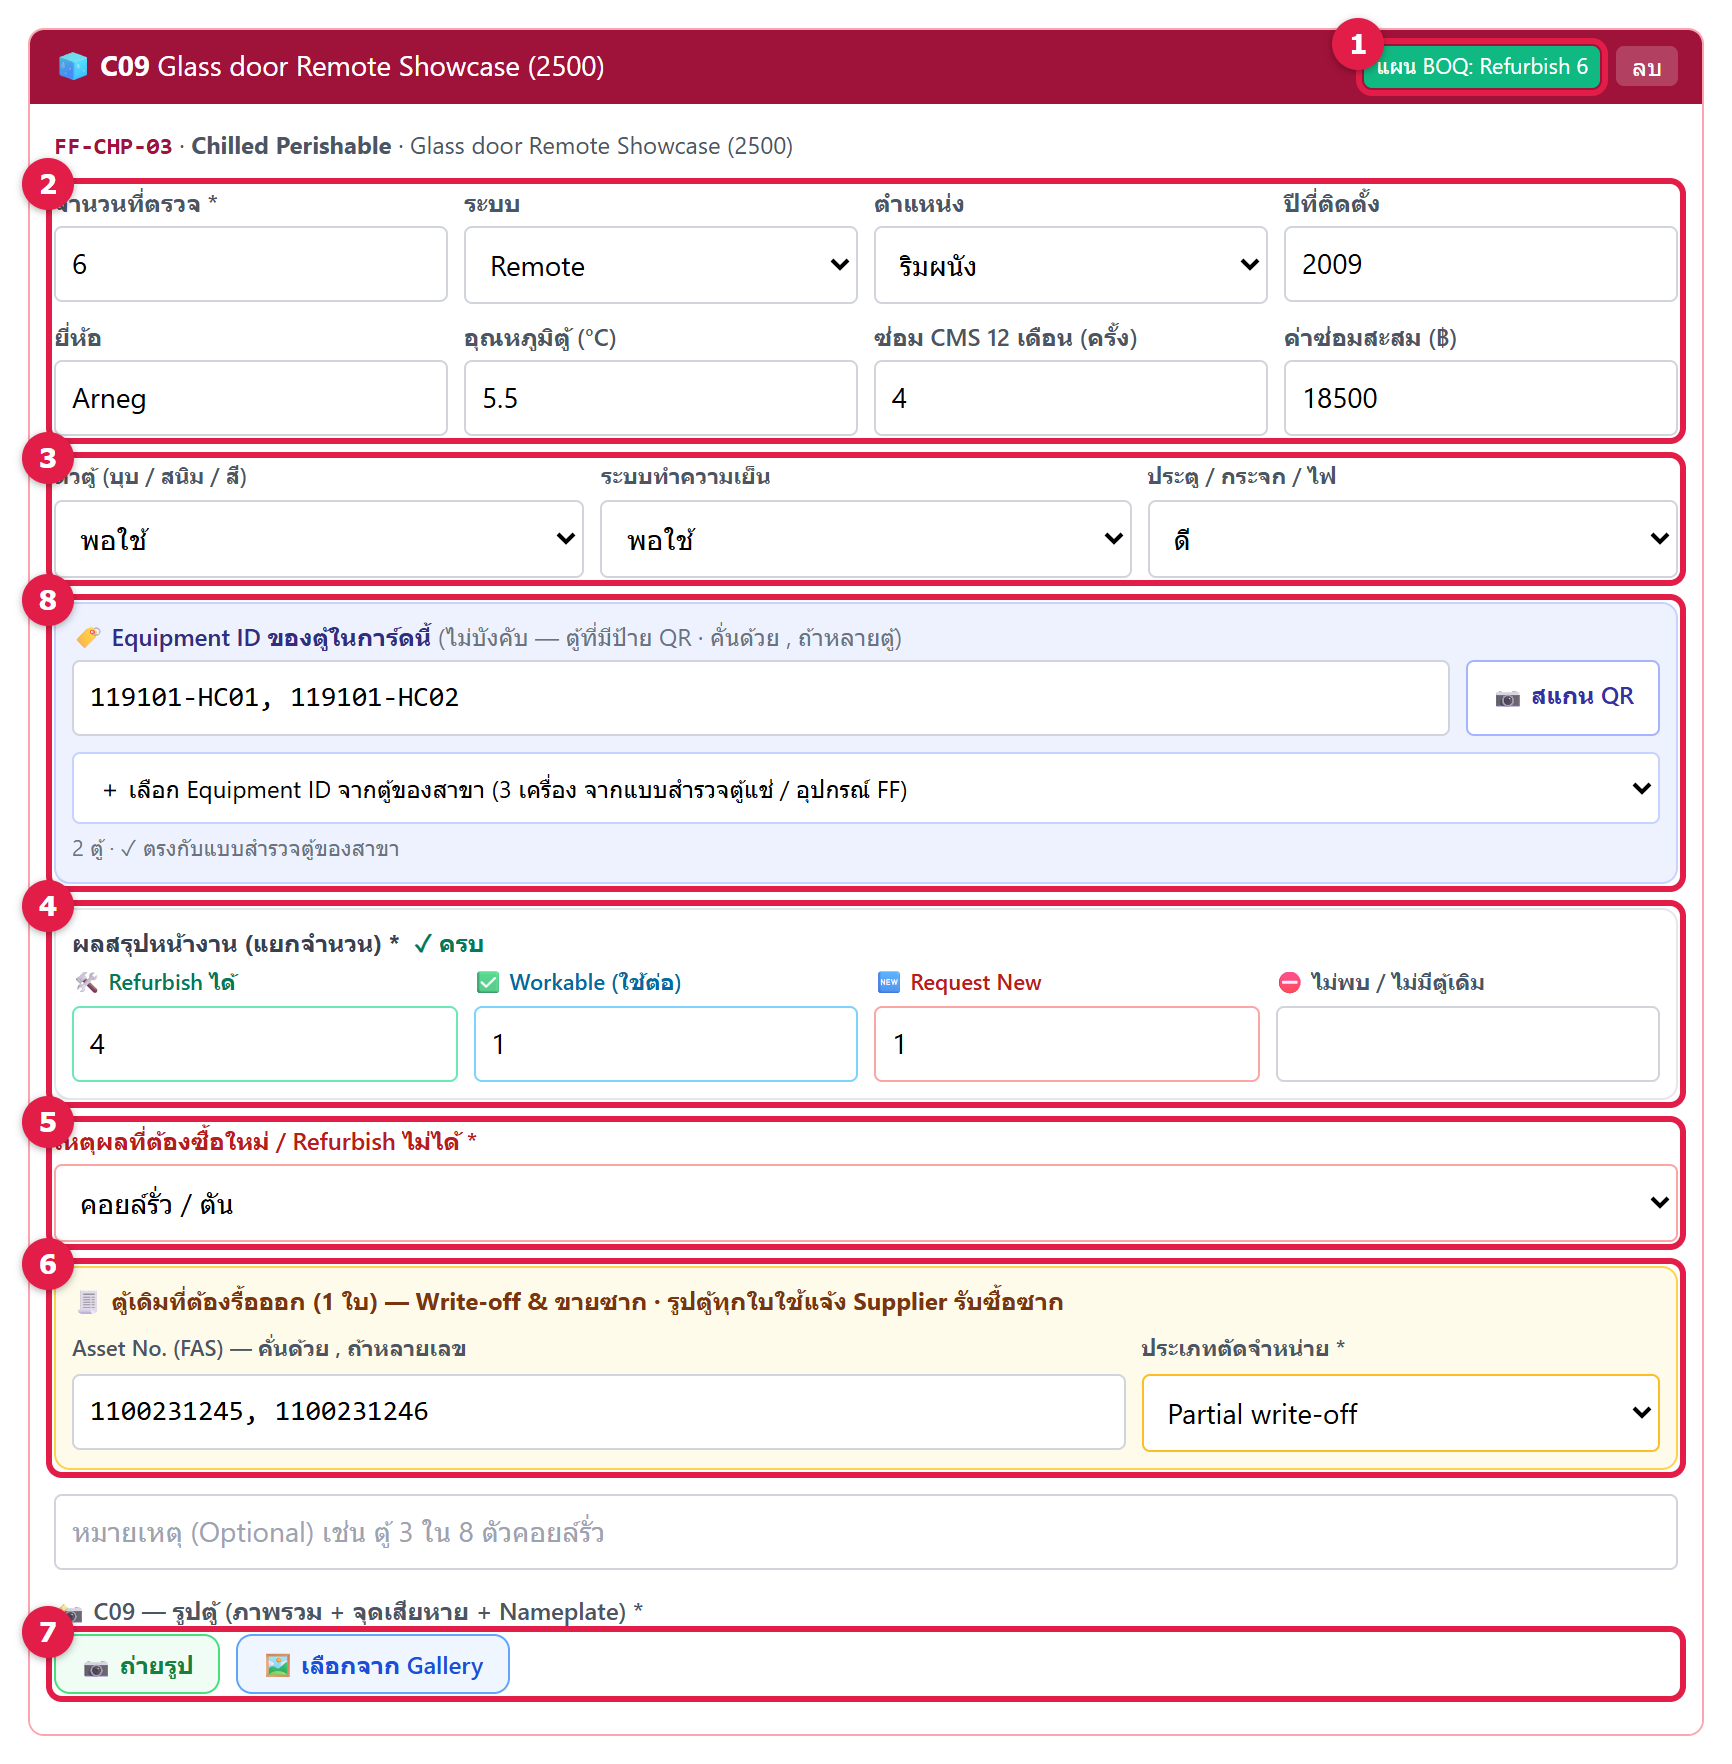 1
C09 Glass door Remote Showcase (2500)
แผน BOQ: Refurbish 6
ลบ
FF-CHP-03 · Chilled Perishable · Glass door Remote Showcase (2500)
2
จำนวนที่ตรวจ *
ระบบ
ตำแหน่ง
ปีที่ติดตั้ง
6
Remote
ริมผนัง
2009
ยี่ห้อ
อุณหภูมิตู้ (°C)
ซ่อม CMS 12 เดือน (ครั้ง)
ค่าซ่อมสะสม (฿)
Arneg
5.5
4
18500
3
ตัวตู้ (บุบ / สนิม / สี)
ระบบทำความเย็น
ประตู / กระจก / ไฟ
พอใช้
พอใช้
ดี
8
Equipment ID ของตู้ในการ์ดนี้ (ไม่บังคับ — ตู้ที่มีป้าย QR · คั่นด้วย , ถ้าหลายตู้)
119101-HC01, 119101-HC02
สแกน QR
+ เลือก Equipment ID จากตู้ของสาขา (3 เครื่อง จากแบบสำรวจตู้แช่ / อุปกรณ์ FF)
2 ตู้ · ✓ ตรงกับแบบสำรวจตู้ของสาขา
4
ผลสรุปหน้างาน (แยกจำนวน) * ✓ ครบ
Refurbish ได้
Workable (ใช้ต่อ)
NEW Request New
ไม่พบ / ไม่มีตู้เดิม
4
1
1
5
เหตุผลที่ต้องซื้อใหม่ / Refurbish ไม่ได้ *
คอยล์รั่ว / ตัน
6
ตู้เดิมที่ต้องรื้อออก (1 ใบ) — Write-off & ขายซาก · รูปตู้ทุกใบใช้แจ้ง Supplier รับซื้อซาก
Asset No. (FAS) — คั่นด้วย , ถ้าหลายเลข
ประเภทตัดจำหน่าย *
1100231245, 1100231246
Partial write-off
หมายเหตุ (Optional) เช่น ตู้ 3 ใน 8 ตัวคอยล์รั่ว
C09 — รูปตู้ (ภาพรวม + จุดเสียหาย + Nameplate) *
7
ถ่ายรูป
เลือกจาก Gallery